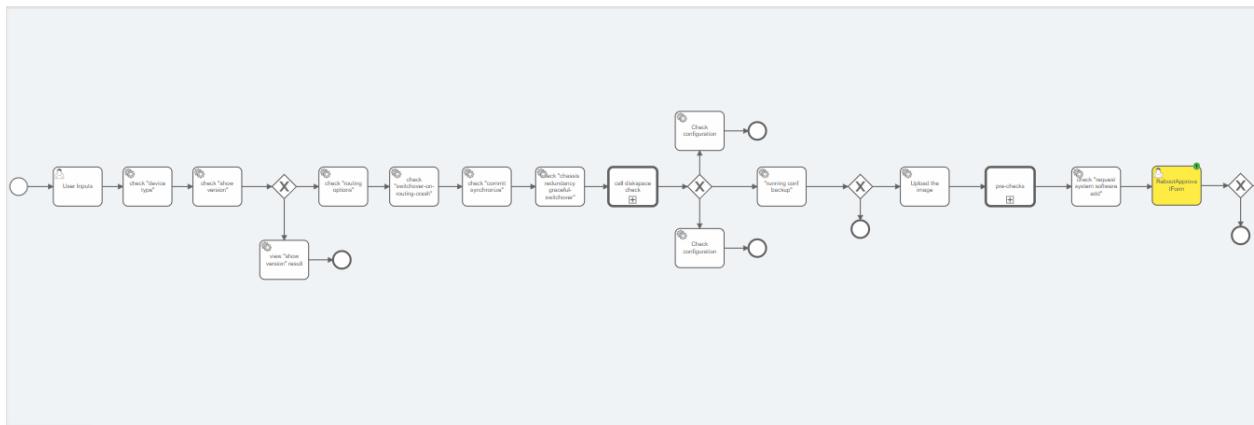 User Inputs
check "device
type"
check "show
version"
view "show
version" result
check "routing
options"
check
"switchover-on-
routing-crash"
check "commit
synchronize"
check "chassis
redundancy
graceful-
switchover"
call diskspace
check
Check
configuration
Check
configuration
"running conf
backup"
Upload the
image
pre-checks
check "request
system software
add"
RebootApprove
lForm
1